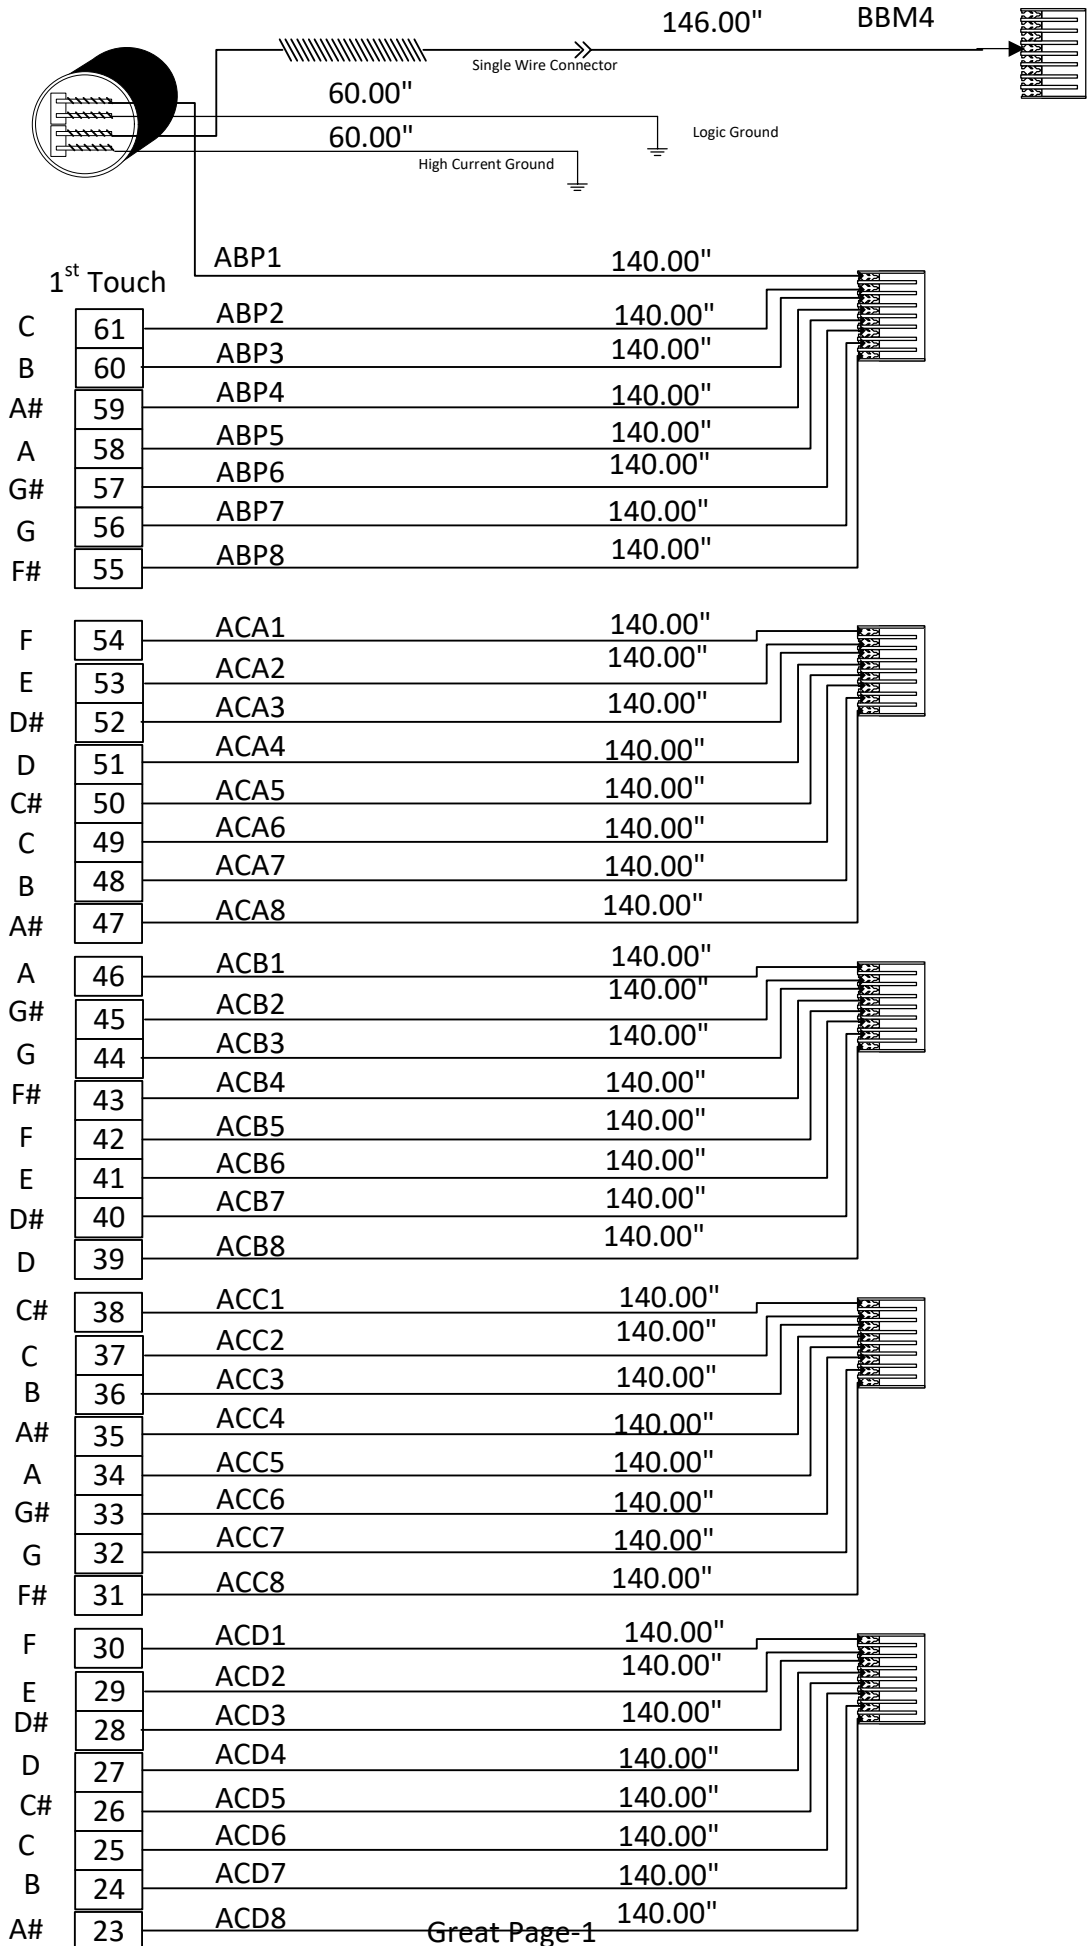 146.00" BBM4
Single Wire Connector
60.00"
60.00"
Logic Ground
High Current Ground
1st Touch
ABP1 140.00"
C 61 ABP2 140.00"
B 60 ABP3 140.00"
A# 59 ABP4 140.00"
A 58 ABP5 140.00"
G# 57 ABP6 140.00"
G 56 ABP7 140.00"
F# 55 ABP8 140.00"
F 54 ACA1 140.00"
E 53 ACA2 140.00"
D# 52 ACA3 140.00"
D 51 ACA4 140.00"
C# 50 ACA5 140.00"
C 49 ACA6 140.00"
B 48 ACA7 140.00"
A# 47 ACA8 140.00"
A 46 ACB1 140.00"
G# 45 ACB2 140.00"
G 44 ACB3 140.00"
F# 43 ACB4 140.00"
F 42 ACB5 140.00"
E 41 ACB6 140.00"
D# 40 ACB7 140.00"
D 39 ACB8 140.00"
C# 38 ACC1 140.00"
C 37 ACC2 140.00"
B 36 ACC3 140.00"
A# 35 ACC4 140.00"
A 34 ACC5 140.00"
G# 33 ACC6 140.00"
G 32 ACC7 140.00"
F# 31 ACC8 140.00"
F 30 ACD1 140.00"
E 29 ACD2 140.00"
D# 28 ACD3 140.00"
D 27 ACD4 140.00"
C# 26 ACD5 140.00"
C 25 ACD6 140.00"
B 24 ACD7 140.00"
A# 23 ACD8 140.00"
Great Page-1